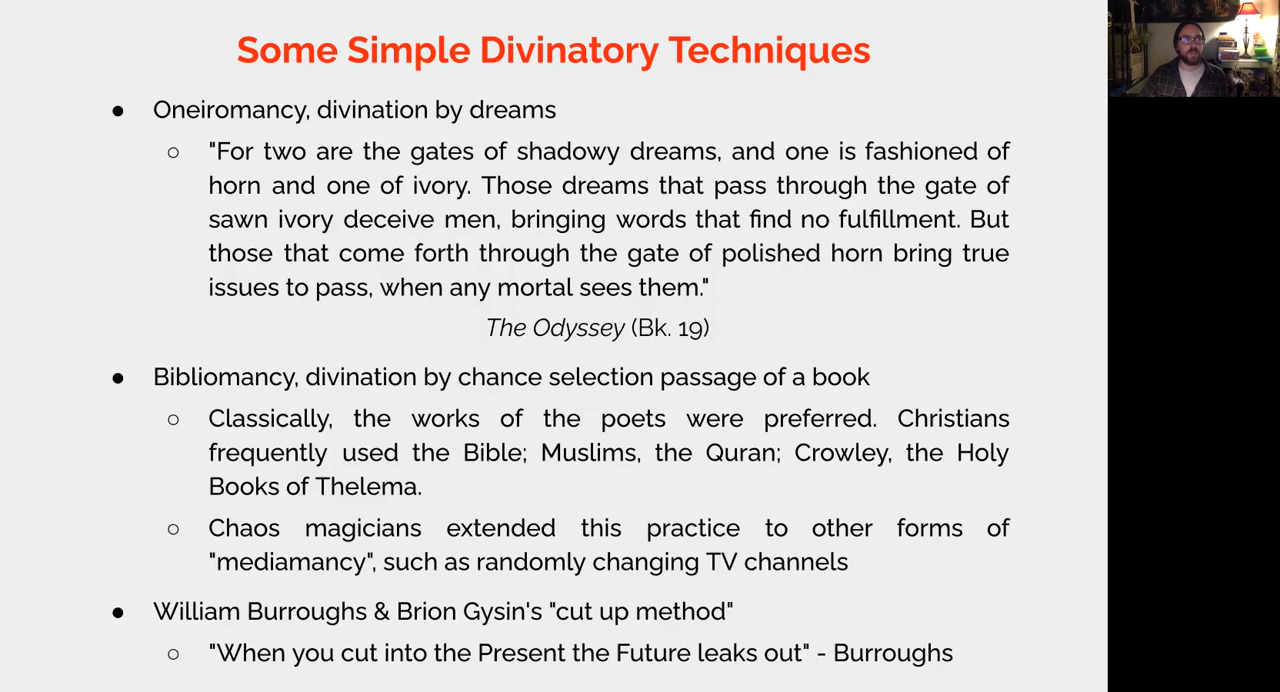 Some Simple Divinatory Techniques
● Oneiromancy, divination by dreams
○ "For two are the gates of shadowy dreams, and one is fashioned of
horn and one of ivory. Those dreams that pass through the gate of
sawn ivory deceive men, bringing words that find no fulfillment. But
those that come forth through the gate of polished horn bring true
issues to pass, when any mortal sees them."
The Odyssey (Bk. 19)
● Bibliomancy, divination by chance selection passage of a book
○ Classically, the works of the poets were preferred. Christians
frequently used the Bible; Muslims, the Quran; Crowley, the Holy
Books of Thelema.
○ Chaos magicians extended this practice to other forms of
"mediamancy", such as randomly changing TV channels
● William Burroughs & Brion Gysin's "cut up method"
○ "When you cut into the Present the Future leaks out" - Burroughs